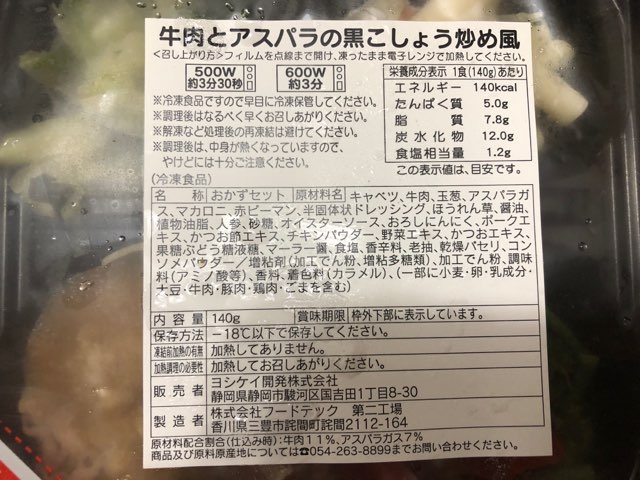 牛肉とアスパラの黒こしょう炒め風
<召し上がり方>フィルムを点線まで開け、凍ったまま電子レンジで加熱してください。
500W 約3分30秒 600W 約3分
※冷凍食品ですので早目に冷凍保管してください。
※調理後はなるべく早くお召しあがりください。
※解凍など処理後の再凍結は避けてください。
※調理後は、中身が熱くなっていますので、
やけどには十分ご注意ください。
栄養成分表示 1食(140g)あたり
エネルギー 140kcal
たんぱく質 5.0g
脂質 7.8g
炭水化物 12.0g
食塩相当量 1.2g
この表示値は、目安です。
(冷凍食品)
名称 おかずセット 原材料名 キャベツ、牛肉、玉葱、アスパラガ
ス、マカロニ、赤ピーマン、半固体状ドレッシング、ほうれん草、醤油、
植物油脂、人参、砂糖、オイスターソース、おろしにんにく、ポークエ
キス、かつお節エキス、チキンパウダー、野菜エキス、かつおエキス、
果糖ぶどう糖液糖、マーラー醤、食塩、香辛料、老抽、乾燥パセリ、コン
ソメパウダー/増粘剤(加工でん粉、増粘多糖類)、加工でん粉、調味
料(アミノ酸等)、香料、着色料(カラメル)、(一部に小麦・卵・乳成分・
大豆・牛肉・豚肉・鶏肉・ごまを含む)
内容量 140g 賞味期限 枠外下部に表示しています。
保存方法 -18℃以下で保存してください。
凍結前加熱の有無 加熱してありません。
加熱調理の必要性 加熱してお召しあがりください。
販売者 ヨシケイ開発株式会社
静岡県静岡市駿河区国吉田1丁目8-30
製造者 株式会社フードテック 第二工場
香川県三豊市詫間町詫間2112-164
原材料配合割合(仕込み時):牛肉11%、アスパラガス7%
商品及び原料原産地については☎054-263-8899までお問い合わせください。